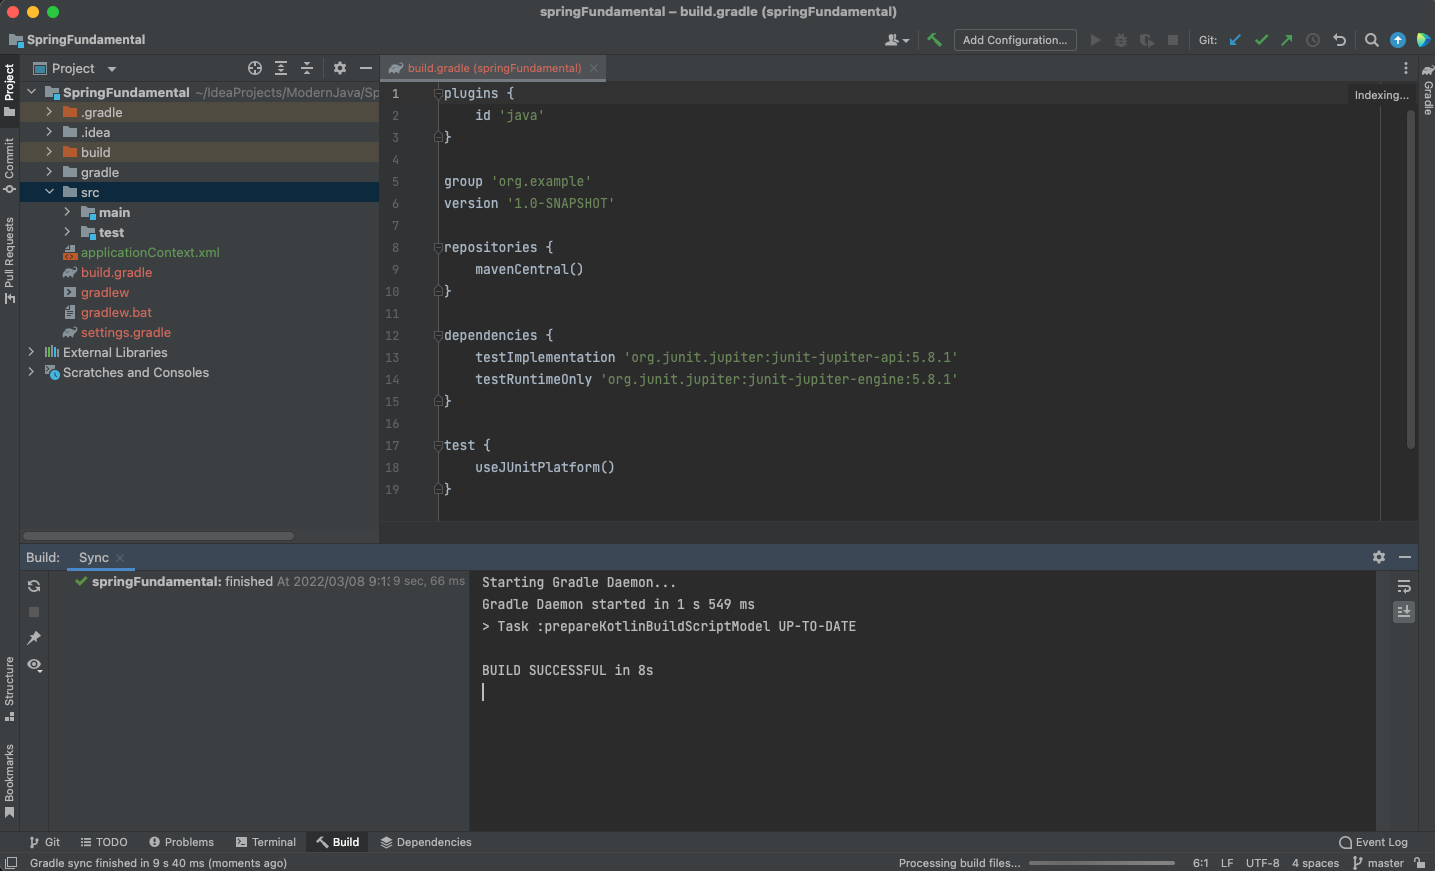 springFundamental – build.gradle (springFundamental)
SpringFundamental
Add Configuration...
Git:
Project
build.gradle (springFundamental)
Project
Commit
Pull Requests
Structure
Bookmarks
Gradle
SpringFundamental ~/IdeaProjects/ModernJava/Sp
.gradle
.idea
build
gradle
src
main
test
applicationContext.xml
build.gradle
gradlew
gradlew.bat
settings.gradle
External Libraries
Scratches and Consoles
Indexing...
1 plugins {
2 id 'java'
3 }
4
5 group 'org.example'
6 version '1.0-SNAPSHOT'
7
8 repositories {
9 mavenCentral()
10 }
11
12 dependencies {
13 testImplementation 'org.junit.jupiter:junit-jupiter-api:5.8.1'
14 testRuntimeOnly 'org.junit.jupiter:junit-jupiter-engine:5.8.1'
15 }
16
17 test {
18 useJUnitPlatform()
19 }
Build: Sync
springFundamental: finished At 2022/03/08 9:13 9 sec, 66 ms
Starting Gradle Daemon...
Gradle Daemon started in 1 s 549 ms
> Task :prepareKotlinBuildScriptModel UP-TO-DATE
BUILD SUCCESSFUL in 8s
Git TODO Problems Terminal Build Dependencies Event Log
Gradle sync finished in 9 s 40 ms (moments ago) Processing build files... 6:1 LF UTF-8 4 spaces master